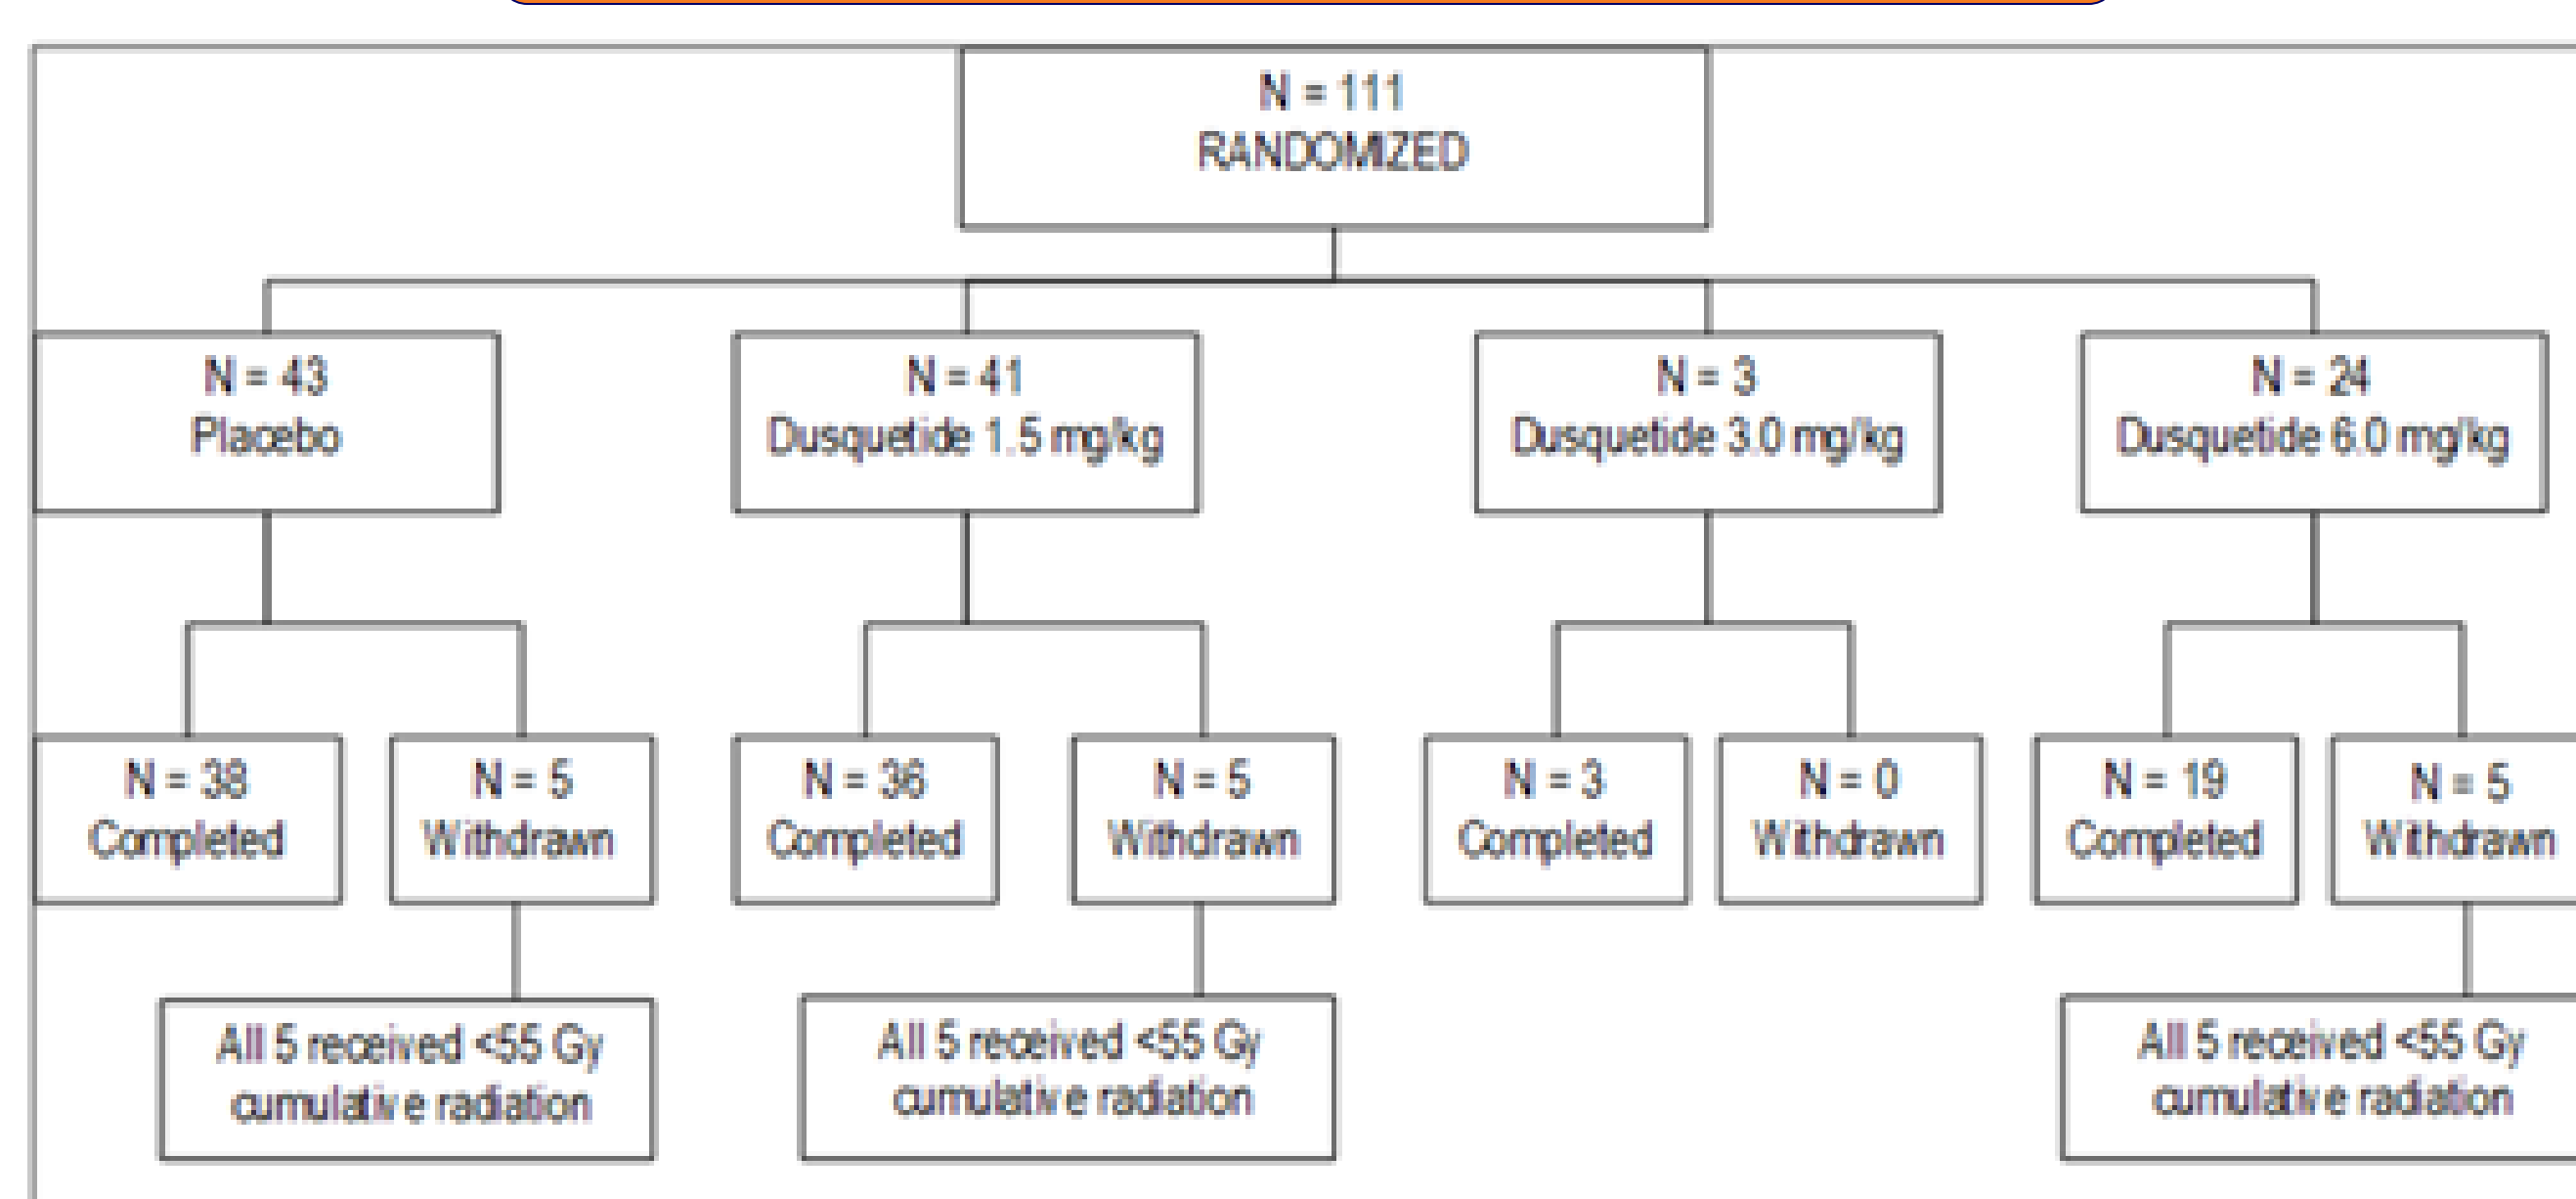 N = 111
RANDOMIZED
N = 43
Placebo
N = 41
Dusquetide 1.5 mg/kg
N = 3
Dusquetide 3.0 mg/kg
N = 24
Dusquetide 6.0 mg/kg
N = 38
Completed
N = 5
Withdrawn
N = 36
Completed
N = 5
Withdrawn
N = 3
Completed
N = 0
Withdrawn
N = 19
Completed
N = 5
Withdrawn
All 5 received <55 Gy
cumulative radiation
All 5 received <55 Gy
cumulative radiation
All 5 received <55 Gy
cumulative radiation